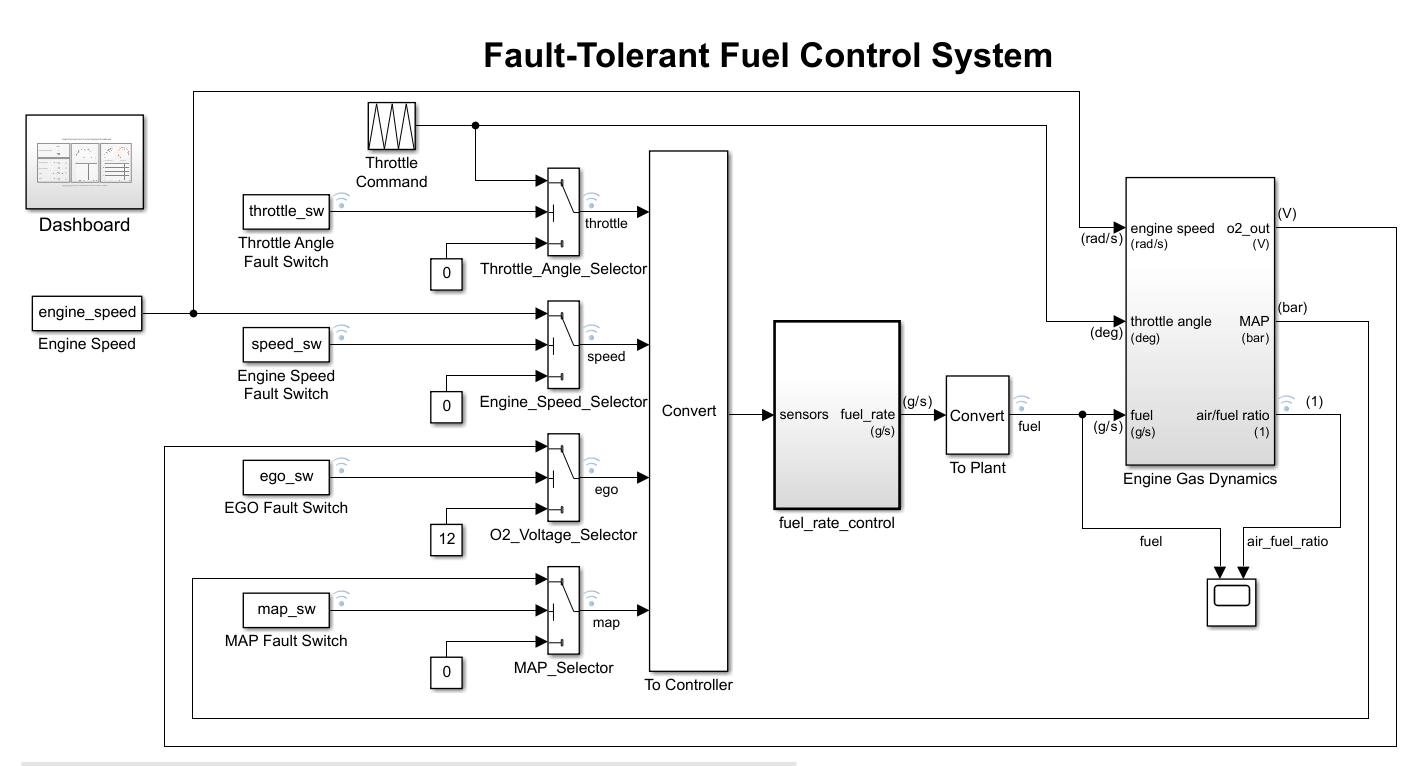 Fault-Tolerant Fuel Control System
Dashboard
Throttle
Command
throttle_sw
Throttle Angle
Fault Switch
0
throttle
Throttle_Angle_Selector
engine_speed
Engine Speed
speed_sw
Engine Speed
Fault Switch
0
speed
Engine_Speed_Selector
ego_sw
EGO Fault Switch
12
ego
O2_Voltage_Selector
map_sw
MAP Fault Switch
0
map
MAP_Selector
Convert
To Controller
sensors
fuel_rate
(g/s)
fuel_rate_control
(g/s)
Convert
To Plant
fuel
(rad/s)
(deg)
(g/s)
engine speed
(rad/s)
throttle angle
(deg)
fuel
(g/s)
o2_out
(V)
MAP
(bar)
air/fuel ratio
(1)
Engine Gas Dynamics
(V)
(bar)
(1)
fuel
air_fuel_ratio